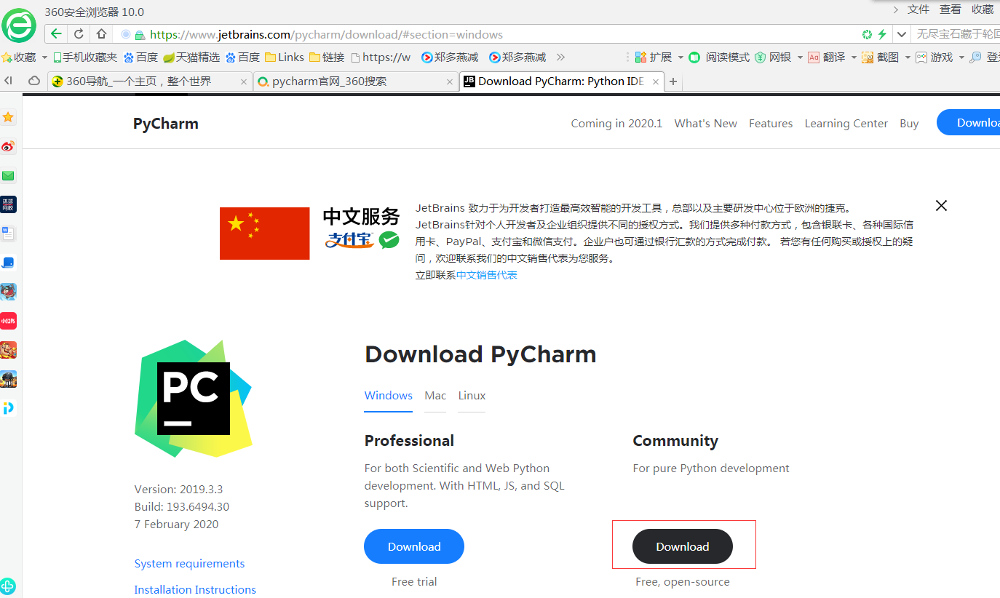 360安全浏览器 10.0
文件 查看 收藏
https://www.jetbrains.com/pycharm/download/#section=windows
无尽宝石藏于轮回
收藏 手机收藏夹 百度 天猫精选 百度 Links 链接 https://w 郑多燕减 郑多燕减 扩展 阅读模式 网银 翻译 截图 游戏 登
360导航_一个主页，整个世界
pycharm官网_360搜索
JB Download PyCharm: Python IDE
PyCharm
Coming in 2020.1 What's New Features Learning Center Buy
Downloa
中文服务
支付宝
JetBrains 致力于为开发者打造最高效智能的开发工具，总部以及主要研发中心位于欧洲的捷克。
JetBrains针对个人开发者及企业组织提供不同的授权方式。我们提供多种付款方式，包含银联卡、各种国际信
用卡、PayPal、支付宝和微信支付。企业户也可通过银行汇款的方式完成付款。 若您有任何购买或授权上的疑
问，欢迎联系我们的中文销售代表为您服务。
立即联系中文销售代表
PC
Download PyCharm
Windows Mac Linux
Professional
For both Scientific and Web Python
development. With HTML, JS, and SQL
support.
Download
Free trial
Community
For pure Python development
Download
Free, open-source
Version: 2019.3.3
Build: 193.6494.30
7 February 2020
System requirements
Installation Instructions
小红书